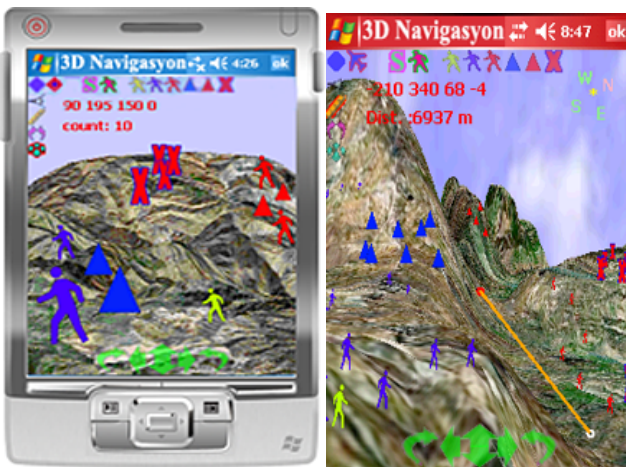 3D Navigasyon 4:26 ok
S
90 195 150 0
count: 10
3D Navigasyon 8:47 ok
S
-210 340 68 -4
Dist. :6937 m
W N
S E